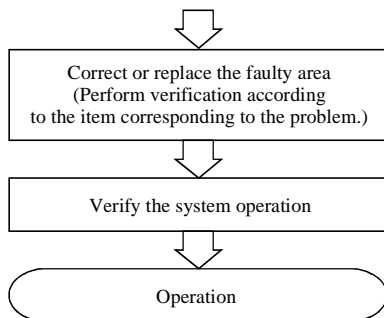 Correct or replace the faulty area
(Perform verification according
to the item corresponding to the problem.)
Verify the system operation
Operation